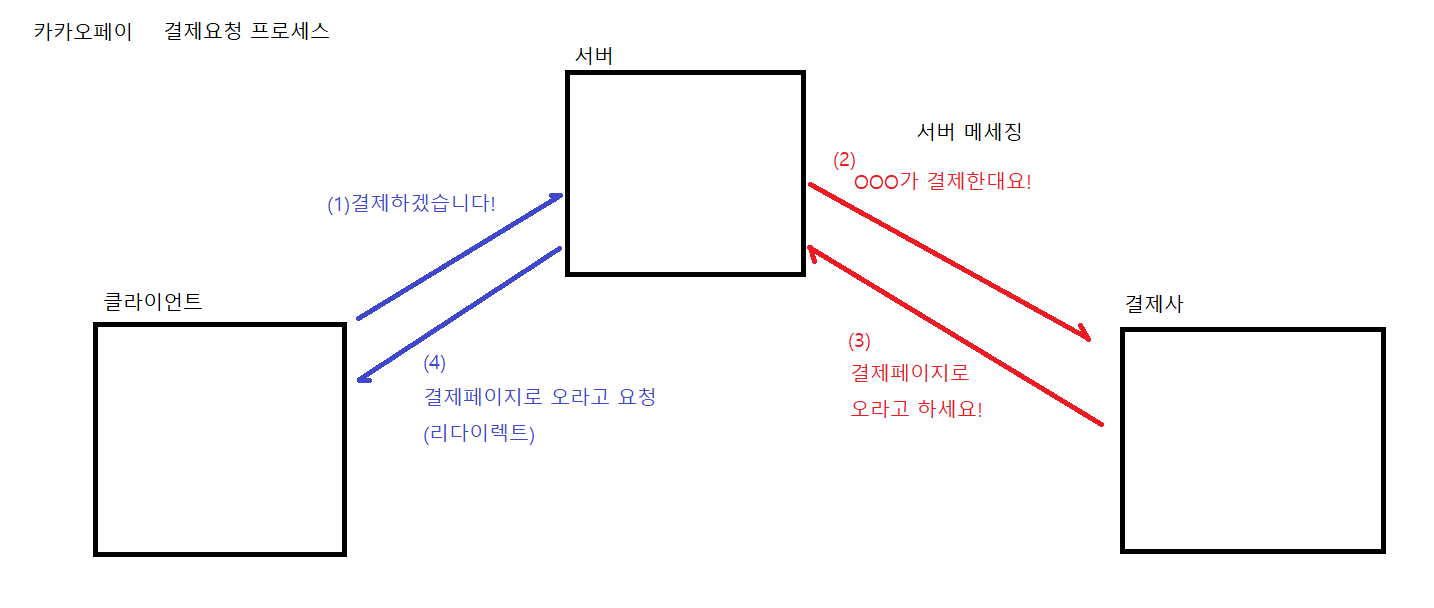 카카오페이 결제요청 프로세스
서버
서버 메세징
(1)결제하겠습니다!
(2)
OOO가 결제한대요!
클라이언트
결제사
(3)
결제페이지로
오라고 하세요!
(4)
결제페이지로 오라고 요청
(리다이렉트)